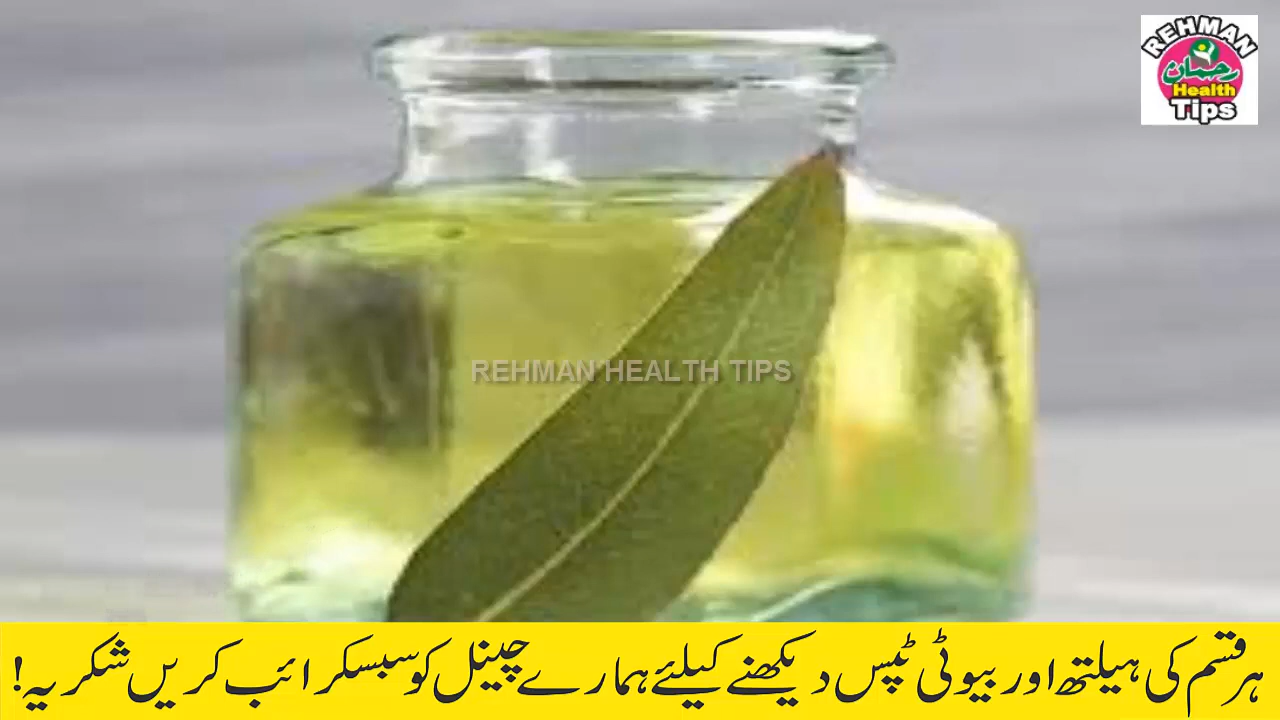 REHMAN
رحمان
Health
Tips
REHMAN HEALTH TIPS
ہر قسم کی ہیلتھ اور بیوٹی ٹپس دیکھنے کیلئے ہمارے چینل کو سبسکرائب کریں شکریہ!